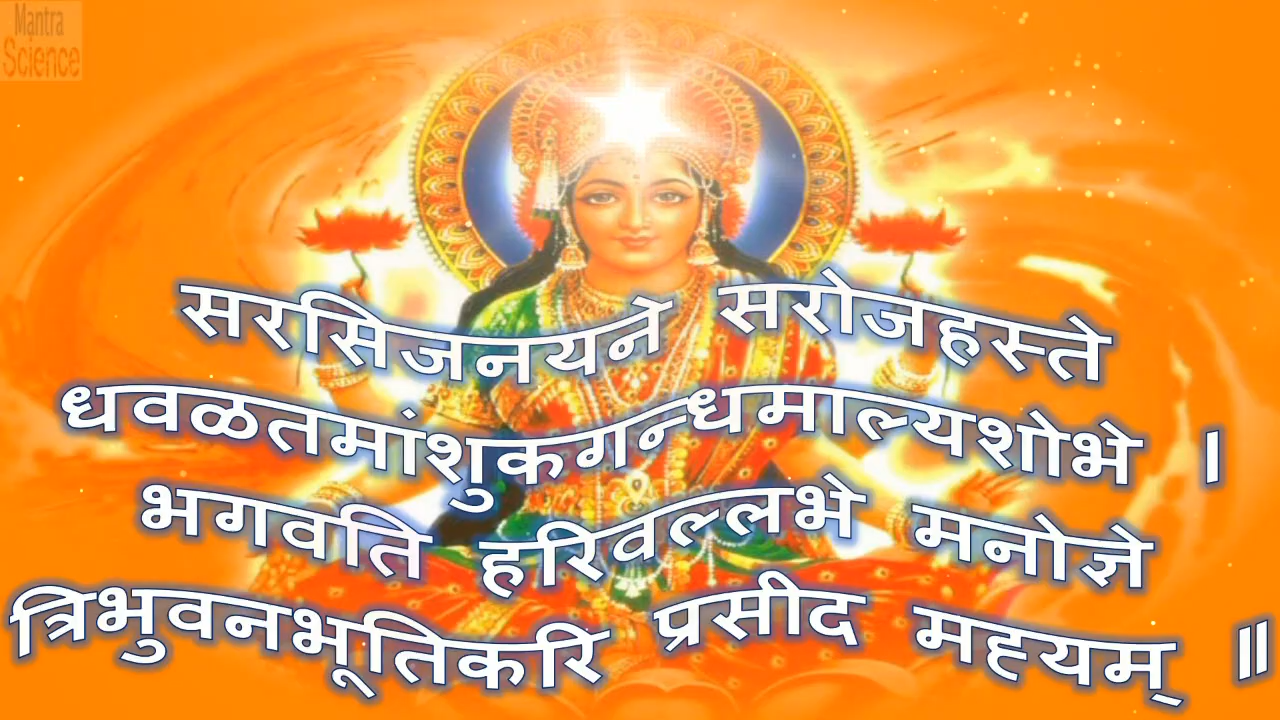 Mantra
Science
सरसिजनयने सरोजहस्ते
धवळतमांशुकगन्धमाल्यशोभे ।
भगवति हरिवल्लभे मनोज्ञे
त्रिभुवनभूतिकरि प्रसीद मह्यम् ॥